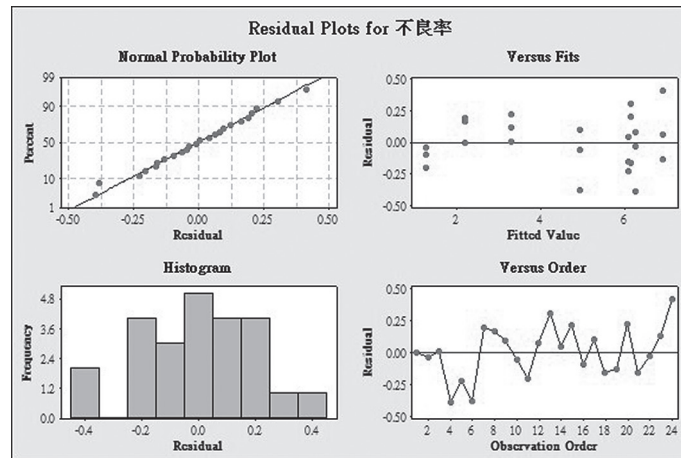 Residual Plots for 不良率
Normal Probability Plot
99
90
50
10
1
Percent
-0.50
-0.25
0.00
0.25
0.50
Residual
Versus Fits
0.50
0.25
0.00
-0.25
-0.50
Residual
2
4
6
Fitted Value
Histogram
4.8
3.6
2.4
1.2
0.0
Frequency
-0.4
-0.2
0.0
0.2
0.4
Residual
Versus Order
0.50
0.25
0.00
-0.25
-0.50
Residual
2 4 6 8 10 12 14 16 18 20 22 24
Observation Order